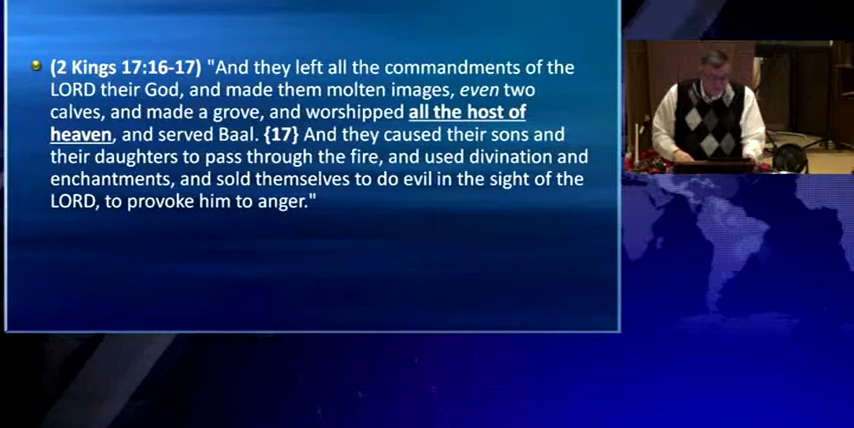 (2 Kings 17:16-17) "And they left all the commandments of the
LORD their God, and made them molten images, even two
calves, and made a grove, and worshipped all the host of
heaven, and served Baal. {17} And they caused their sons and
their daughters to pass through the fire, and used divination and
enchantments, and sold themselves to do evil in the sight of the
LORD, to provoke him to anger."